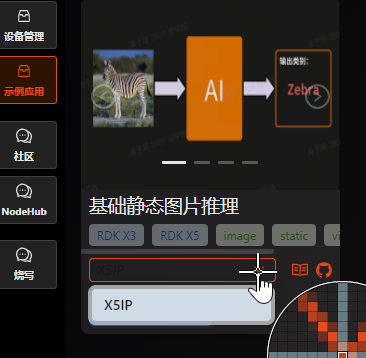 设备管理
示例应用
社区
NodeHub
烧写
AI
输出类别:
Zebra
基础静态图片推理
RDK X3
RDK X5
image
static
X5IP
X5IP